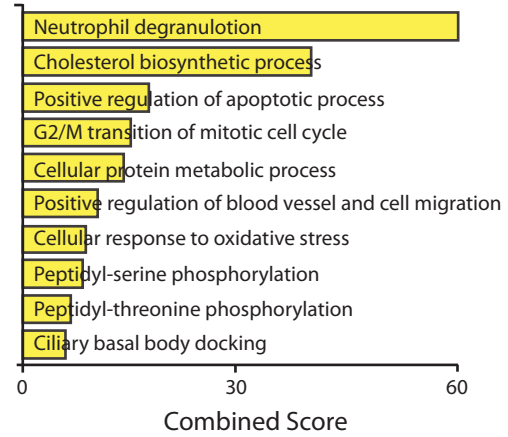 Neutrophil degranulotion
Cholesterol biosynthetic process
Positive regulation of apoptotic process
G2/M transition of mitotic cell cycle
Cellular protein metabolic process
Positive regulation of blood vessel and cell migration
Cellular response to oxidative stress
Peptidyl-serine phosphorylation
Peptidyl-threonine phosphorylation
Ciliary basal body docking
0 30 60
Combined Score